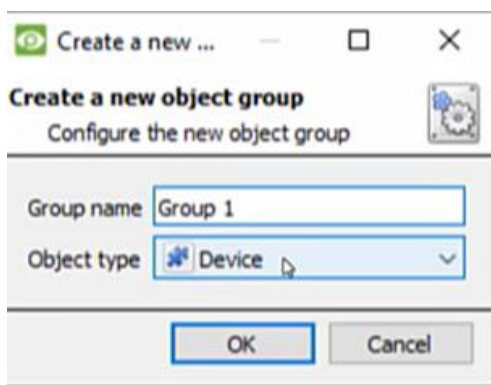 Create a new ...
Create a new object group
Configure the new object group
Group name Group 1
Object type Device
OK Cancel